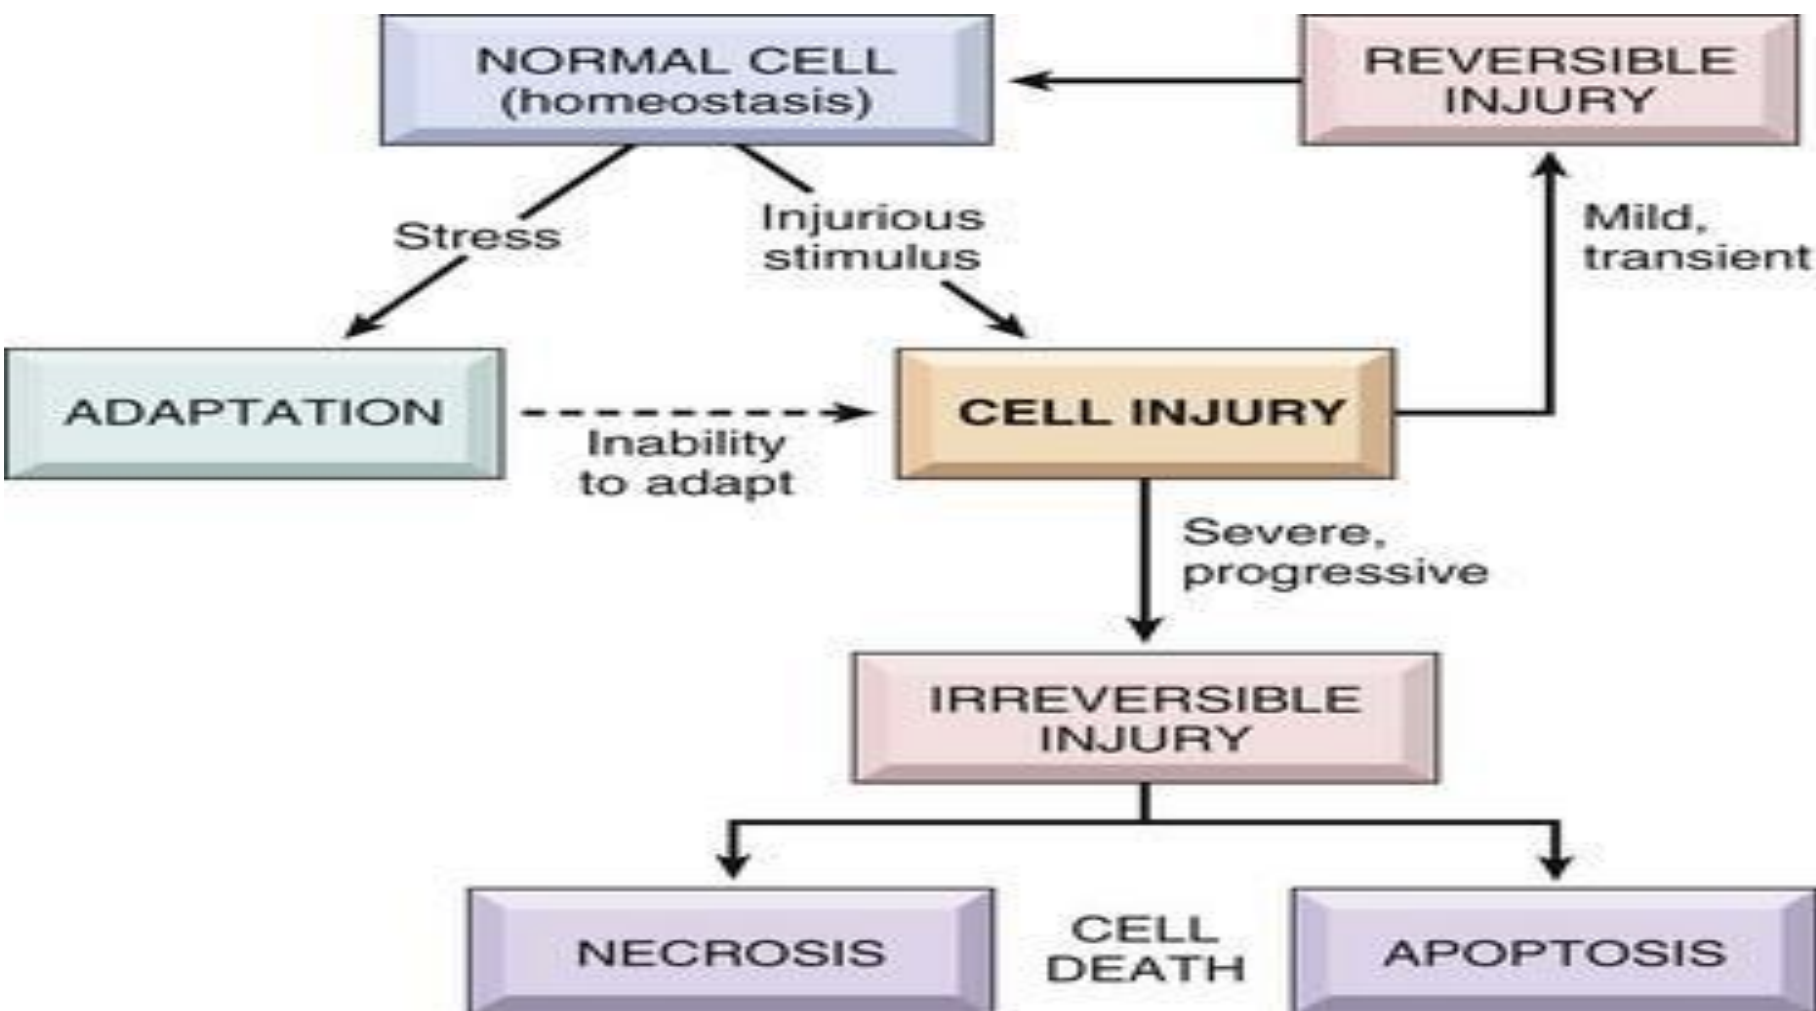 NORMAL CELL
(homeostasis)
REVERSIBLE
INJURY
Stress
Injurious
stimulus
Mild,
transient
ADAPTATION
Inability
to adapt
CELL INJURY
Severe,
progressive
IRREVERSIBLE
INJURY
NECROSIS
CELL
DEATH
APOPTOSIS